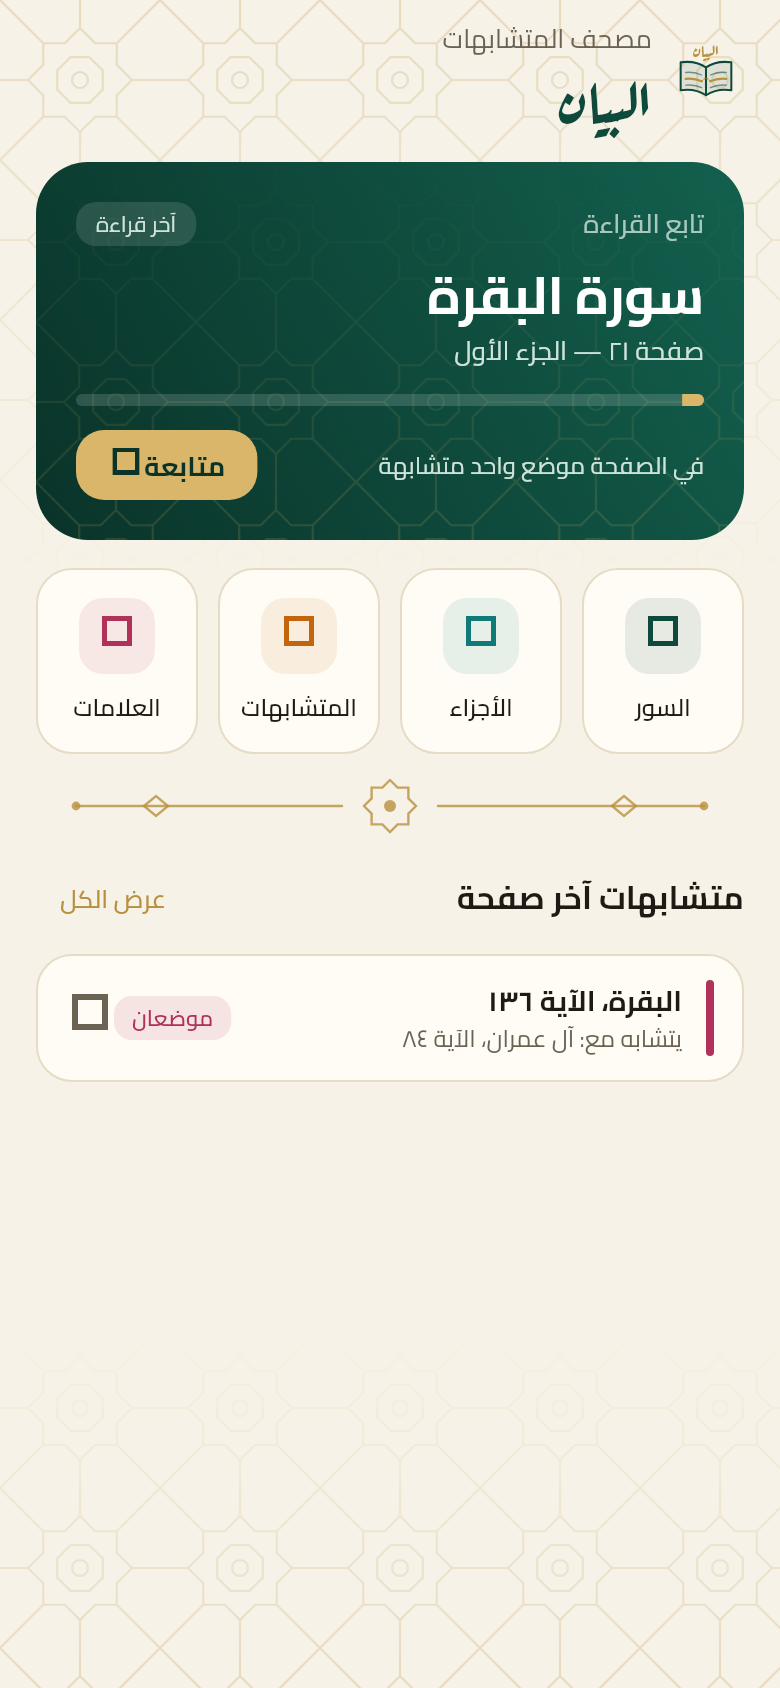 مصحف المتشابهات
البيان
البيان
تابع القراءة
آخر قراءة
سورة البقرة
صفحة ٢١ — الجزء الأول
في الصفحة موضع واحد متشابهة
متابعة
السور
الأجزاء
المتشابهات
العلامات
متشابهات آخر صفحة
عرض الكل
البقرة، الآية ١٣٦
يتشابه مع: آل عمران، الآية ٨٤
موضعان